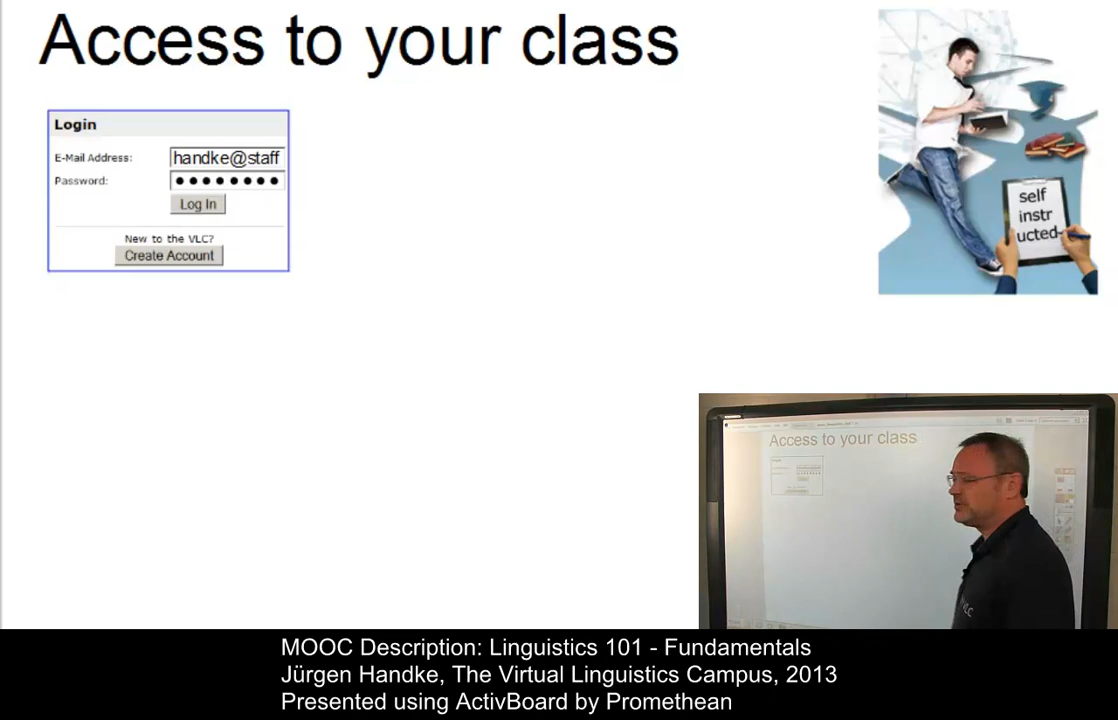 Access to your class
Login
E-Mail Address:
handke@staff
Password:
Log In
New to the VLC?
Create Account
self
instr
ucted
Access to your class
VLC
MOOC Description: Linguistics 101 - Fundamentals
Jürgen Handke, The Virtual Linguistics Campus, 2013
Presented using ActivBoard by Promethean